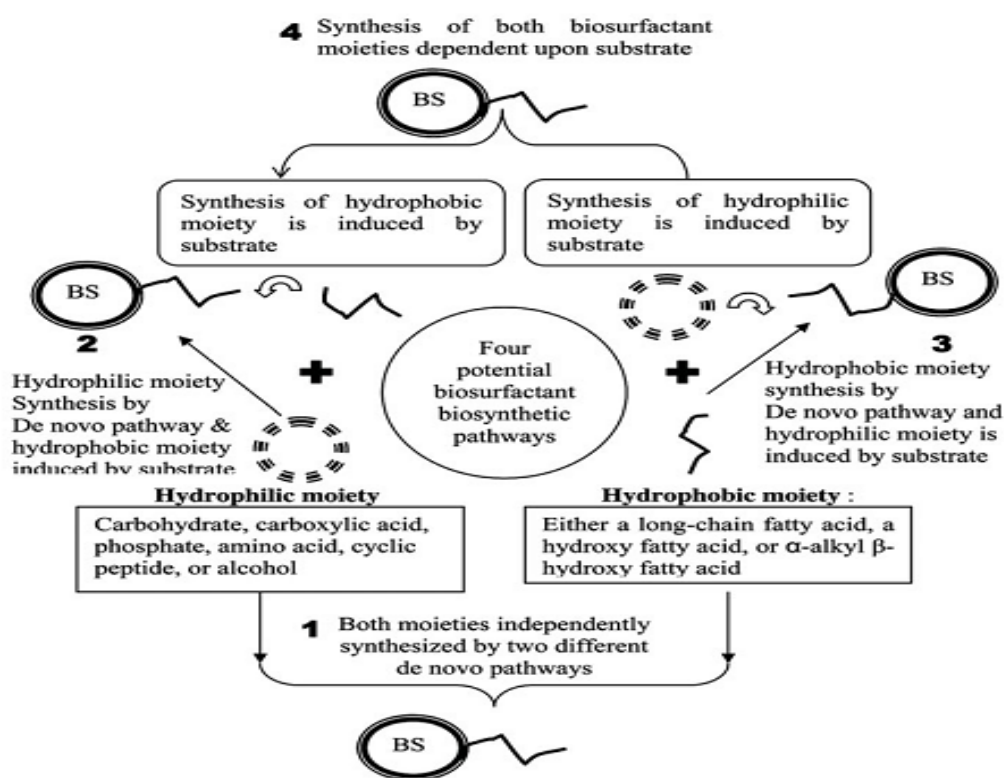 4 Synthesis of both biosurfactant
moieties dependent upon substrate
BS
Synthesis of hydrophobic
moiety is induced by
substrate
Synthesis of hydrophilic
moiety is induced by
substrate
BS
2
Hydrophilic moiety
Synthesis by
De novo pathway &
hydrophobic moiety
induced by substrate
+
Four
potential
biosurfactant
biosynthetic
pathways
+
BS
3
Hydrophobic moiety
synthesis by
De novo pathway and
hydrophilic moiety is
induced by substrate
Hydrophilic moiety
Carbohydrate, carboxylic acid,
phosphate, amino acid, cyclic
peptide, or alcohol
Hydrophobic moiety :
Either a long-chain fatty acid, a
hydroxy fatty acid, or α-alkyl β-
hydroxy fatty acid
1 Both moieties independently
synthesized by two different
de novo pathways
BS